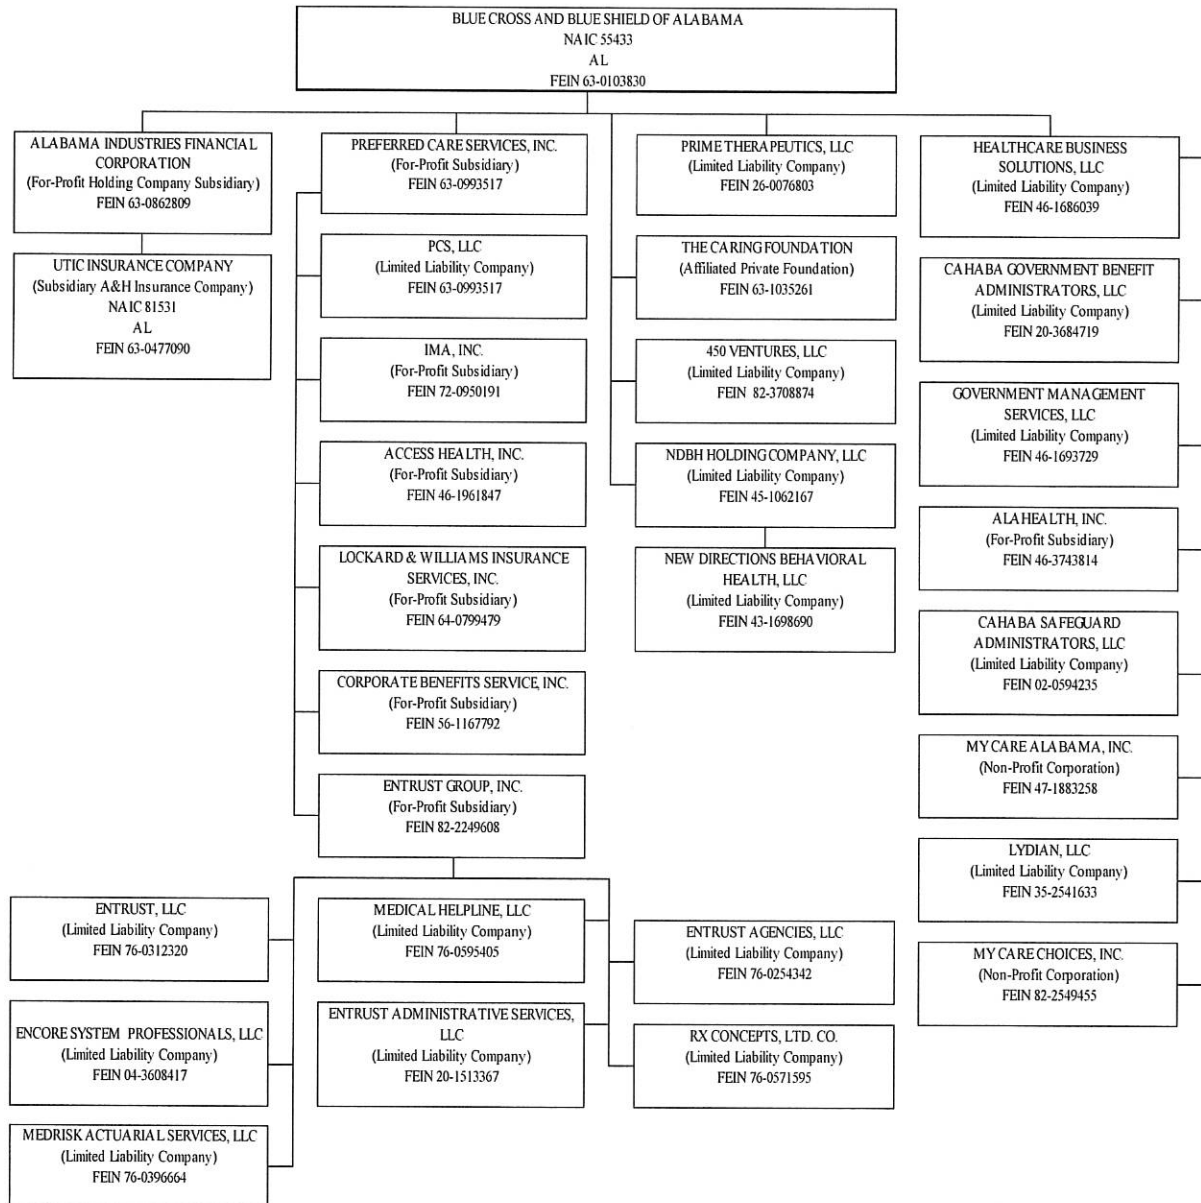 BLUE CROSS AND BLUE SHIELD OF ALABAMA
NAIC 55433
AL
FEIN 63-0103830
ALABAMA INDUSTRIES FINANCIAL
CORPORATION
(For-Profit Holding Company Subsidiary)
FEIN 63-0862809
UTIC INSURANCE COMPANY
(Subsidiary A&H Insurance Company)
NAIC 81531
AL
FEIN 63-0477090
PREFERRED CARE SERVICES, INC.
(For-Profit Subsidiary)
FEIN 63-0993517
PCS, LLC
(Limited Liability Company)
FEIN 63-0993517
IMA, INC.
(For-Profit Subsidiary)
FEIN 72-0950191
ACCESS HEALTH, INC.
(For-Profit Subsidiary)
FEIN 46-1961847
LOCKARD & WILLIAMS INSURANCE
SERVICES, INC.
(For-Profit Subsidiary)
FEIN 64-0799479
CORPORATE BENEFITS SERVICE, INC.
(For-Profit Subsidiary)
FEIN 56-1167792
ENTRUST GROUP, INC.
(For-Profit Subsidiary)
FEIN 82-2249608
PRIME THERAPEUTICS, LLC
(Limited Liability Company)
FEIN 26-0076803
THE CARING FOUNDATION
(Affiliated Private Foundation)
FEIN 63-1035261
450 VENTURES, LLC
(Limited Liability Company)
FEIN 82-3708874
NDBH HOLDING COMPANY, LLC
(Limited Liability Company)
FEIN 45-1062167
NEW DIRECTIONS BEHAVIORAL
HEALTH, LLC
(Limited Liability Company)
FEIN 43-1698690
HEALTHCARE BUSINESS
SOLUTIONS, LLC
(Limited Liability Company)
FEIN 46-1686039
CAHABA GOVERNMENT BENEFIT
ADMINISTRATORS, LLC
(Limited Liability Company)
FEIN 20-3684719
GOVERNMENT MANAGEMENT
SERVICES, LLC
(Limited Liability Company)
FEIN 46-1693729
ALAHEALTH, INC.
(For-Profit Subsidiary)
FEIN 46-3743814
CAHABA SAFEGUARD
ADMINISTRATORS, LLC
(Limited Liability Company)
FEIN 02-0594235
MY CARE ALABAMA, INC.
(Non-Profit Corporation)
FEIN 47-1883258
LYDIAN, LLC
(Limited Liability Company)
FEIN 35-2541633
MY CARE CHOICES, INC.
(Non-Profit Corporation)
FEIN 82-2549455
ENTRUST, LLC
(Limited Liability Company)
FEIN 76-0312320
ENCORE SYSTEM PROFESSIONALS, LLC
(Limited Liability Company)
FEIN 04-3608417
MEDRISK ACTUARIAL SERVICES, LLC
(Limited Liability Company)
FEIN 76-0396664
MEDICAL HELPLINE, LLC
(Limited Liability Company)
FEIN 76-0595405
ENTRUST ADMINISTRATIVE SERVICES,
LLC
(Limited Liability Company)
FEIN 20-1513367
ENTRUST AGENCIES, LLC
(Limited Liability Company)
FEIN 76-0254342
RX CONCEPTS, LTD. CO.
(Limited Liability Company)
FEIN 76-0571595